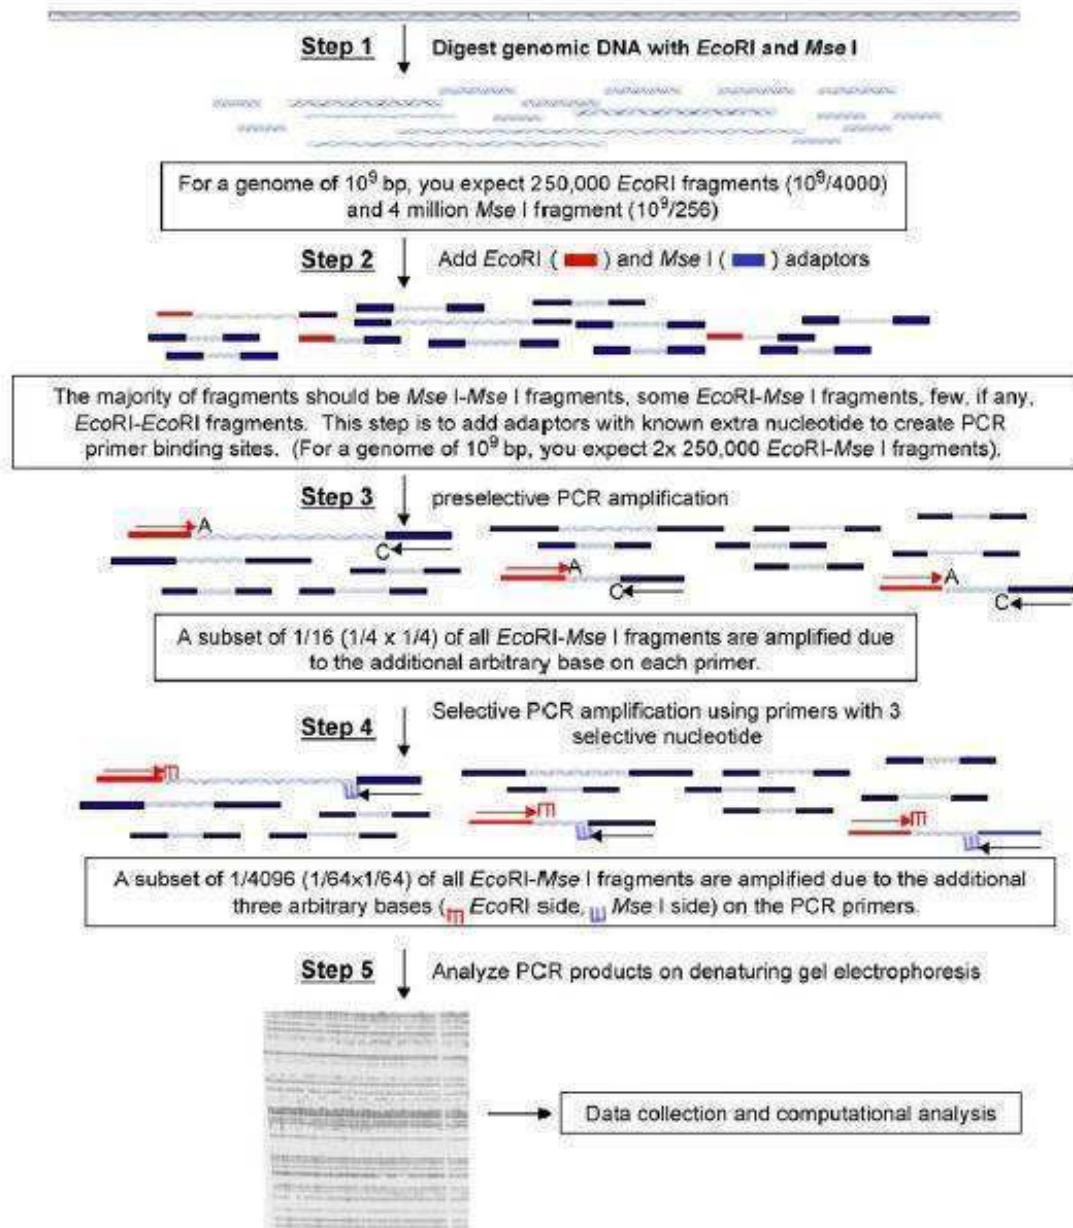 Step 1 Digest genomic DNA with EcoRI and Mse I
For a genome of 10⁹ bp, you expect 250,000 EcoRI fragments (10⁹/4000)
and 4 million Mse I fragment (10⁹/256)
Step 2 Add EcoRI ( ) and Mse I ( ) adaptors
The majority of fragments should be Mse I-Mse I fragments, some EcoRI-Mse I fragments, few, if any,
EcoRI-EcoRI fragments. This step is to add adaptors with known extra nucleotide to create PCR
primer binding sites. (For a genome of 10⁹ bp, you expect 2x 250,000 EcoRI-Mse I fragments).
Step 3 preselective PCR amplification
A
C
A
C
A
C
A subset of 1/16 (1/4 x 1/4) of all EcoRI-Mse I fragments are amplified due
to the additional arbitrary base on each primer.
Step 4 Selective PCR amplification using primers with 3
selective nucleotide
A subset of 1/4096 (1/64x1/64) of all EcoRI-Mse I fragments are amplified due to the additional
three arbitrary bases ( EcoRI side, Mse I side) on the PCR primers.
Step 5 Analyze PCR products on denaturing gel electrophoresis
Data collection and computational analysis